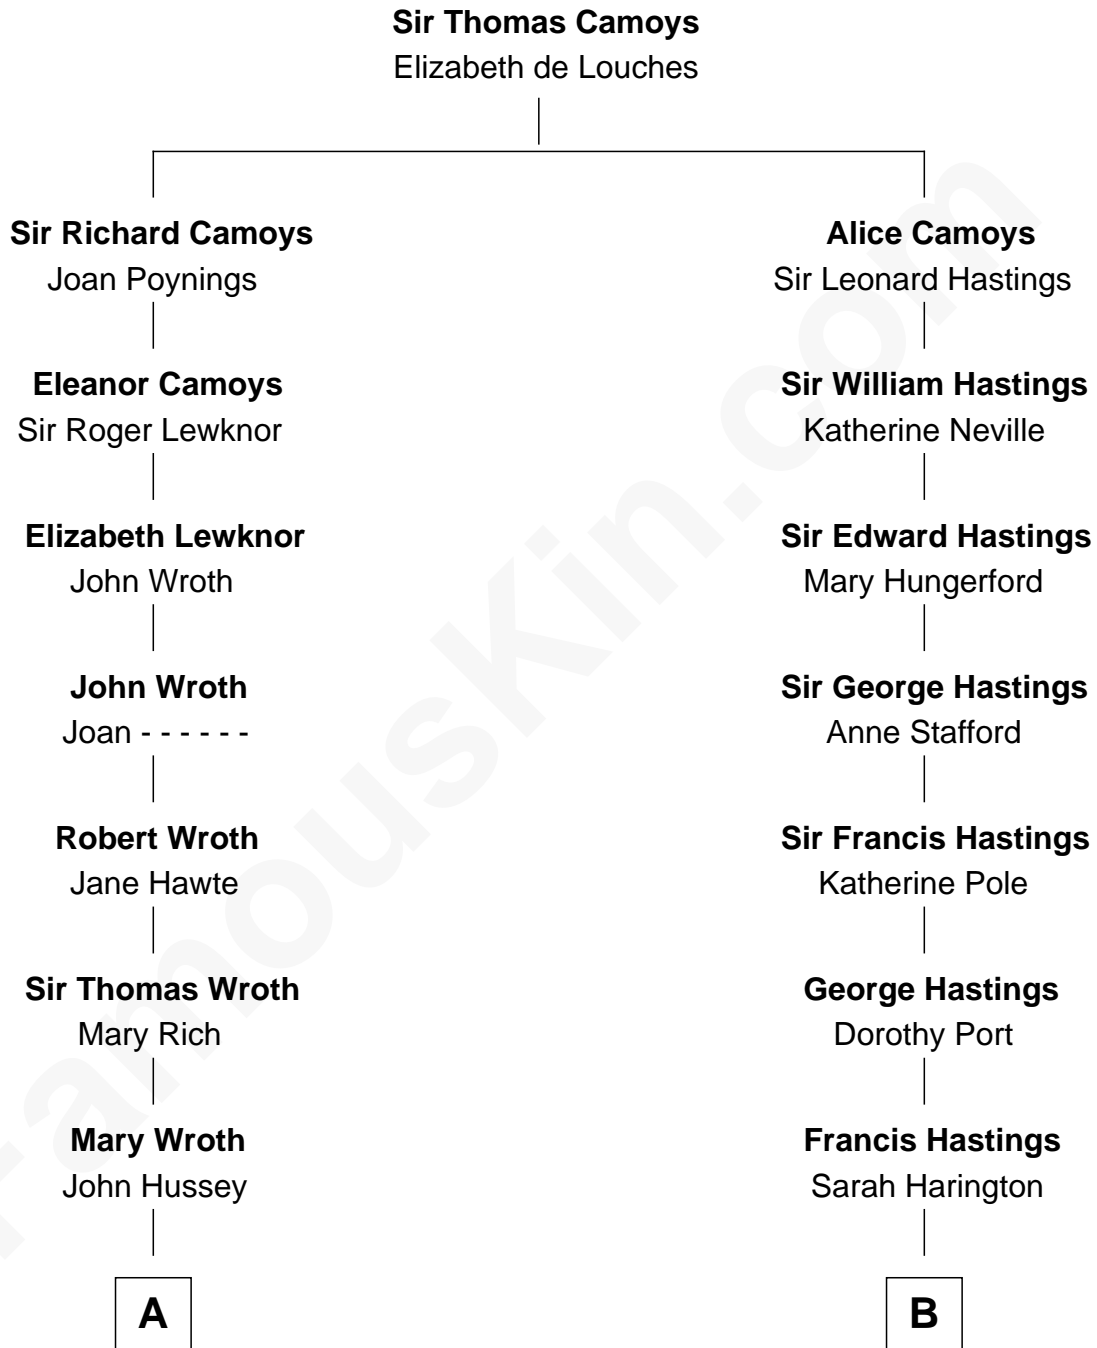 Sir Thomas Camoys
Elizabeth de Louches
Sir Richard Camoys
Joan Poynings
Alice Camoys
Sir Leonard Hastings
Eleanor Camoys
Sir Roger Lewknor
Sir William Hastings
Katherine Neville
Elizabeth Lewknor
John Wroth
Sir Edward Hastings
Mary Hungerford
John Wroth
Joan - - - - - -
Sir George Hastings
Anne Stafford
Robert Wroth
Jane Hawte
Sir Francis Hastings
Katherine Pole
Sir Thomas Wroth
Mary Rich
George Hastings
Dorothy Port
Mary Wroth
John Hussey
Francis Hastings
Sarah Harington
A
B
FamousKin.com